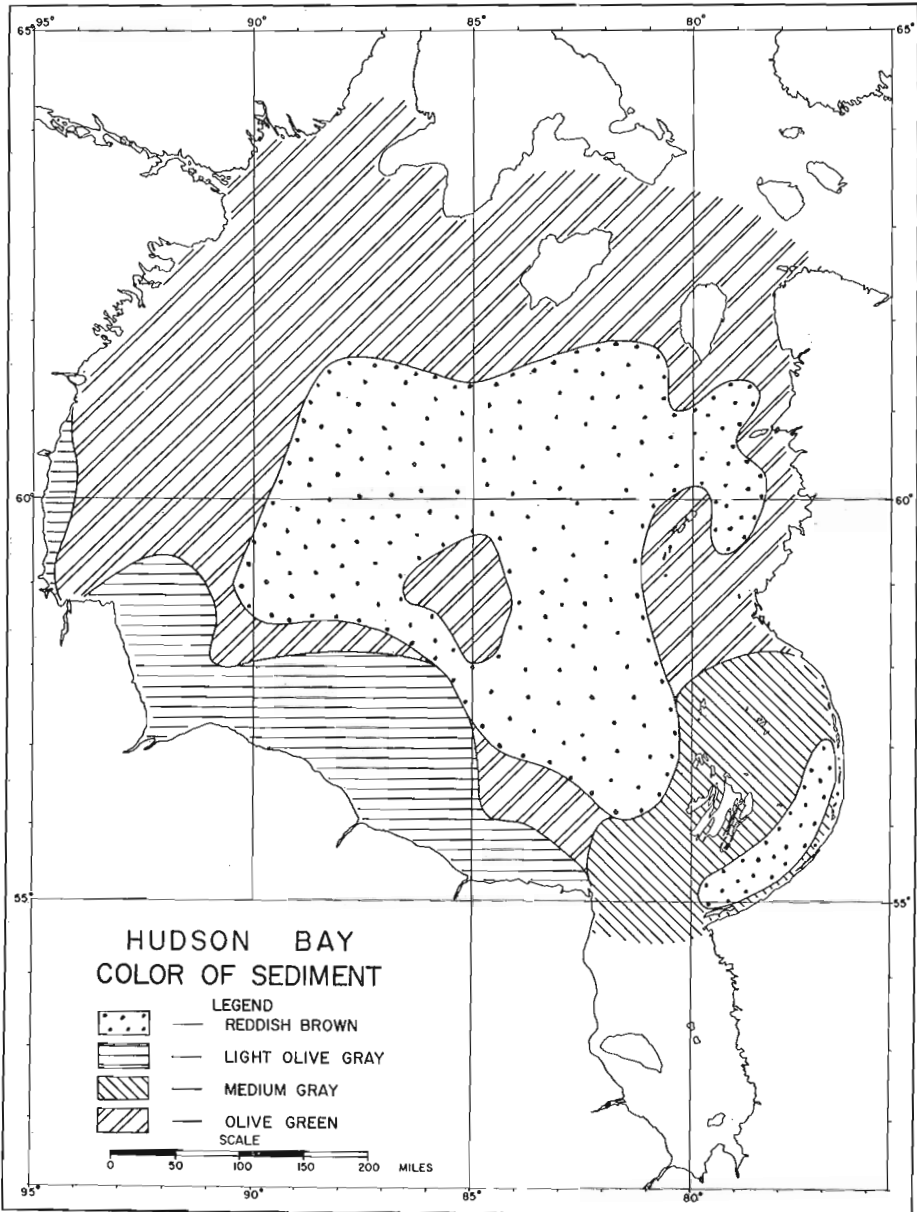 65° 95° 90° 85° 80° 65°
60° 60°
55° 55°
HUDSON BAY
COLOR OF SEDIMENT
LEGEND
REDDISH BROWN
LIGHT OLIVE GRAY
MEDIUM GRAY
OLIVE GREEN
SCALE
0 50 100 150 200 MILES
95° 90° 85° 80°